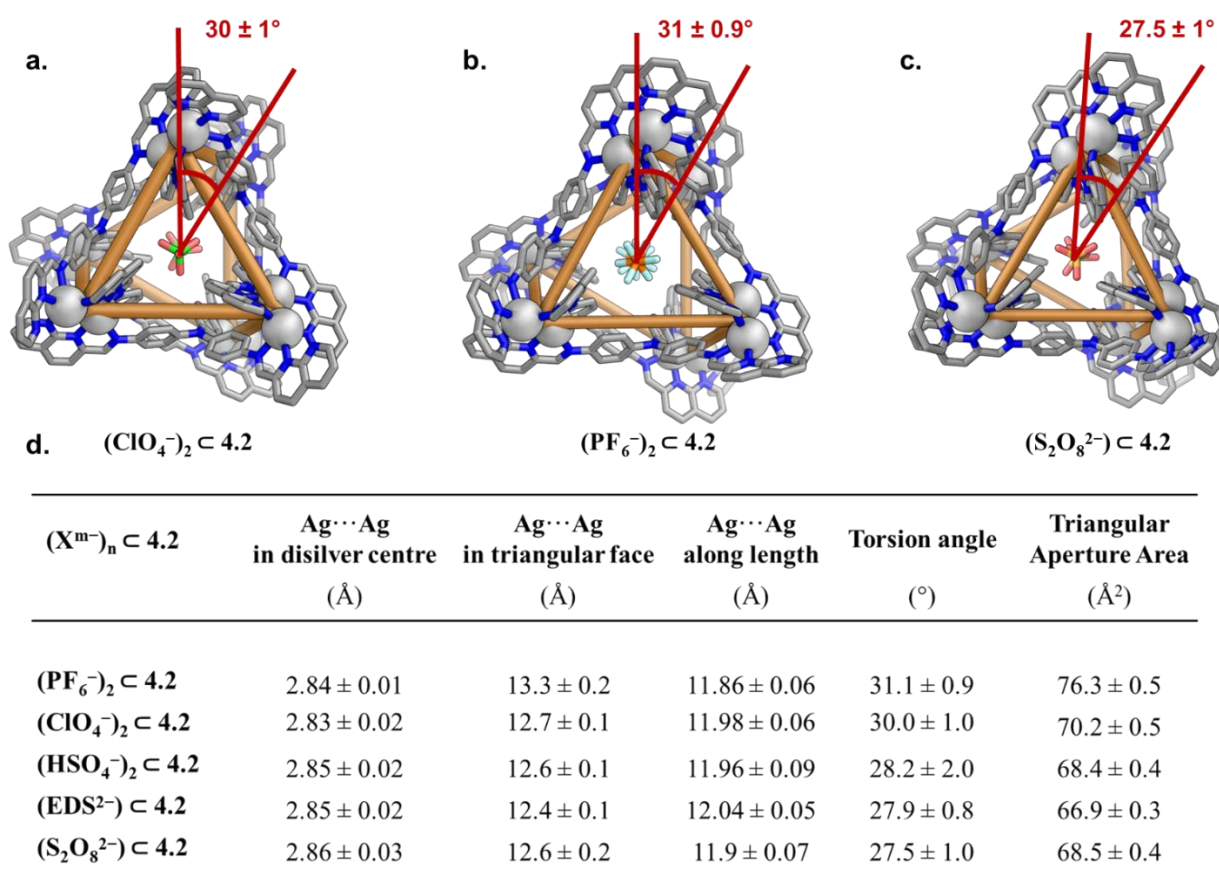 30 ± 1°
31 ± 0.9°
27.5 ± 1°
a.
b.
c.
d. (ClO₄⁻)₂ ⊂ 4.2
(PF₆⁻)₂ ⊂ 4.2
(S₂O₈²⁻) ⊂ 4.2
(Xᵐ⁻)ₙ ⊂ 4.2
Ag···Ag
in disilver centre
(Å)
Ag···Ag
in triangular face
(Å)
Ag···Ag
along length
(Å)
Torsion angle
(°)
Triangular
Aperture Area
(Å²)
(PF₆⁻)₂ ⊂ 4.2 2.84 ± 0.01 13.3 ± 0.2 11.86 ± 0.06 31.1 ± 0.9 76.3 ± 0.5
(ClO₄⁻)₂ ⊂ 4.2 2.83 ± 0.02 12.7 ± 0.1 11.98 ± 0.06 30.0 ± 1.0 70.2 ± 0.5
(HSO₄⁻)₂ ⊂ 4.2 2.85 ± 0.02 12.6 ± 0.1 11.96 ± 0.09 28.2 ± 2.0 68.4 ± 0.4
(EDS²⁻) ⊂ 4.2 2.85 ± 0.02 12.4 ± 0.1 12.04 ± 0.05 27.9 ± 0.8 66.9 ± 0.3
(S₂O₈²⁻) ⊂ 4.2 2.86 ± 0.03 12.6 ± 0.2 11.9 ± 0.07 27.5 ± 1.0 68.5 ± 0.4